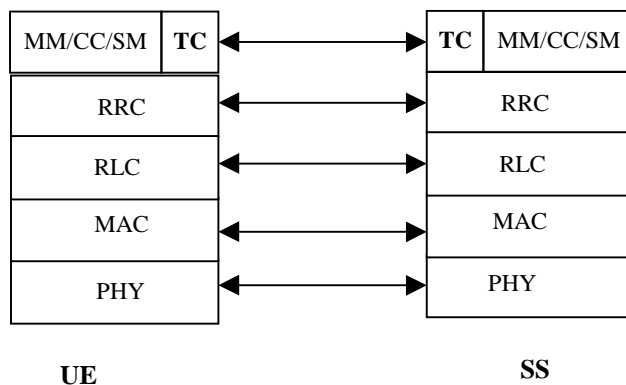 MM/CC/SM TC TC MM/CC/SM
RRC RRC
RLC RLC
MAC MAC
PHY PHY
UE SS